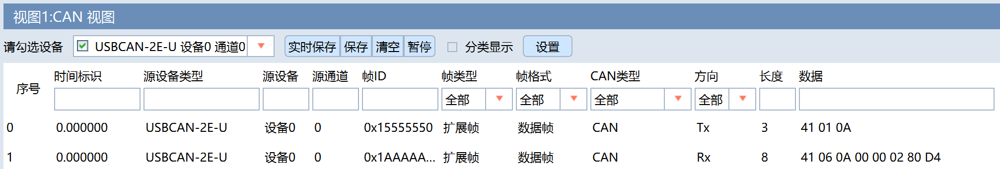 视图1:CAN 视图
请勾选设备 USBCAN-2E-U 设备0 通道0 实时保存 保存 清空 暂停 分类显示 设置
序号 时间标识 源设备类型 源设备 源通道 帧ID 帧类型 帧格式 CAN类型 方向 长度 数据
全部 全部 全部 全部
0 0.000000 USBCAN-2E-U 设备0 0 0x15555550 扩展帧 数据帧 CAN Tx 3 41 01 0A
1 0.000000 USBCAN-2E-U 设备0 0 0x1AAAAA... 扩展帧 数据帧 CAN Rx 8 41 06 0A 00 00 02 80 D4